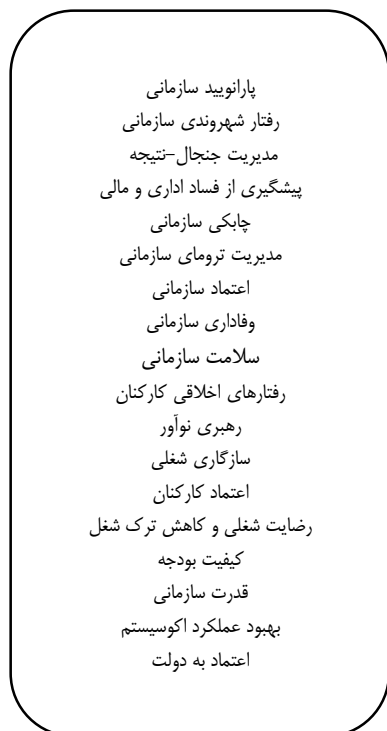 پارانویید سازمانی
رفتار شهروندی سازمانی
مدیریت جنجال-نتیجه
پیشگیری از فساد اداری و مالی
چابکی سازمانی
مدیریت ترومای سازمانی
اعتماد سازمانی
وفاداری سازمانی
سلامت سازمانی
رفتارهای اخلاقی کارکنان
رهبری نوآور
سازگاری شغلی
اعتماد کارکنان
رضایت شغلی و کاهش ترک شغل
کیفیت بودجه
قدرت سازمانی
بهبود عملکرد اکوسیستم
اعتماد به دولت